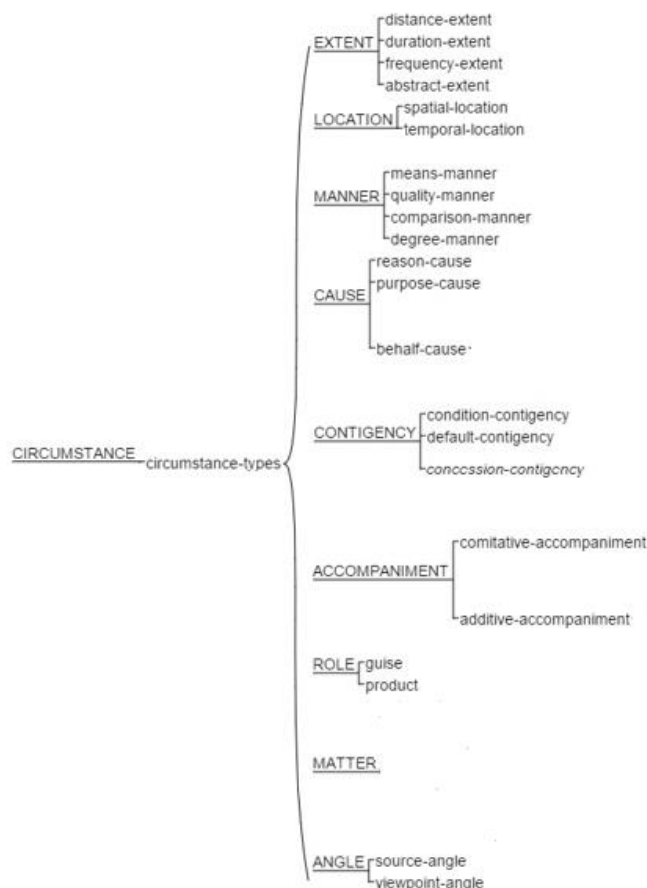 distance-extent
EXTENT
duration-extent
frequency-extent
abstract-extent
spatial-location
LOCATION
temporal-location
means-manner
MANNER
quality-manner
comparison-manner
degree-manner
reason-cause
CAUSE
purpose-cause
behalf-cause
condition-contigency
CONTIGENCY
default-contigency
concession-contigency
CIRCUMSTANCE
circumstance-types
comitative-accompaniment
ACCOMPANIMENT
additive-accompaniment
ROLE
guise
product
MATTER
ANGLE
source-angle
viewpoint-angle